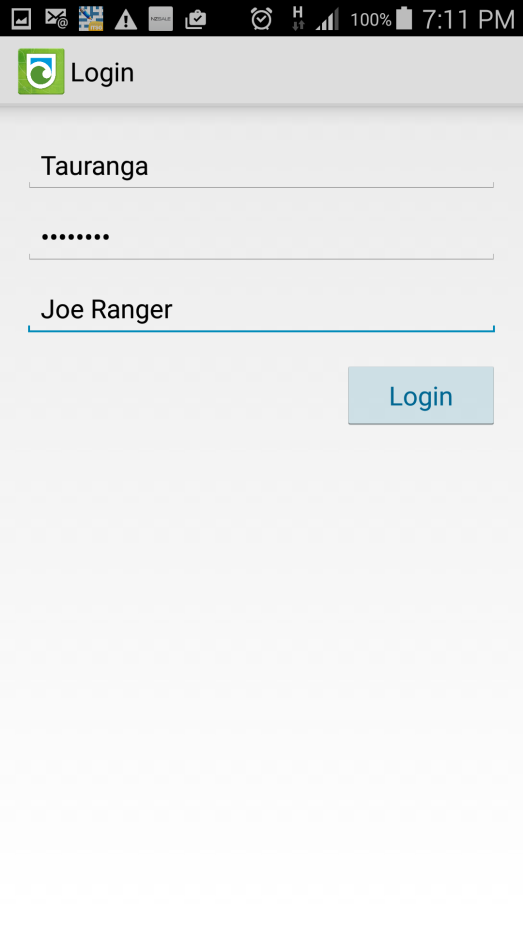 H 100% 7:11 PM
Login
Tauranga
••••••••
Joe Ranger
Login